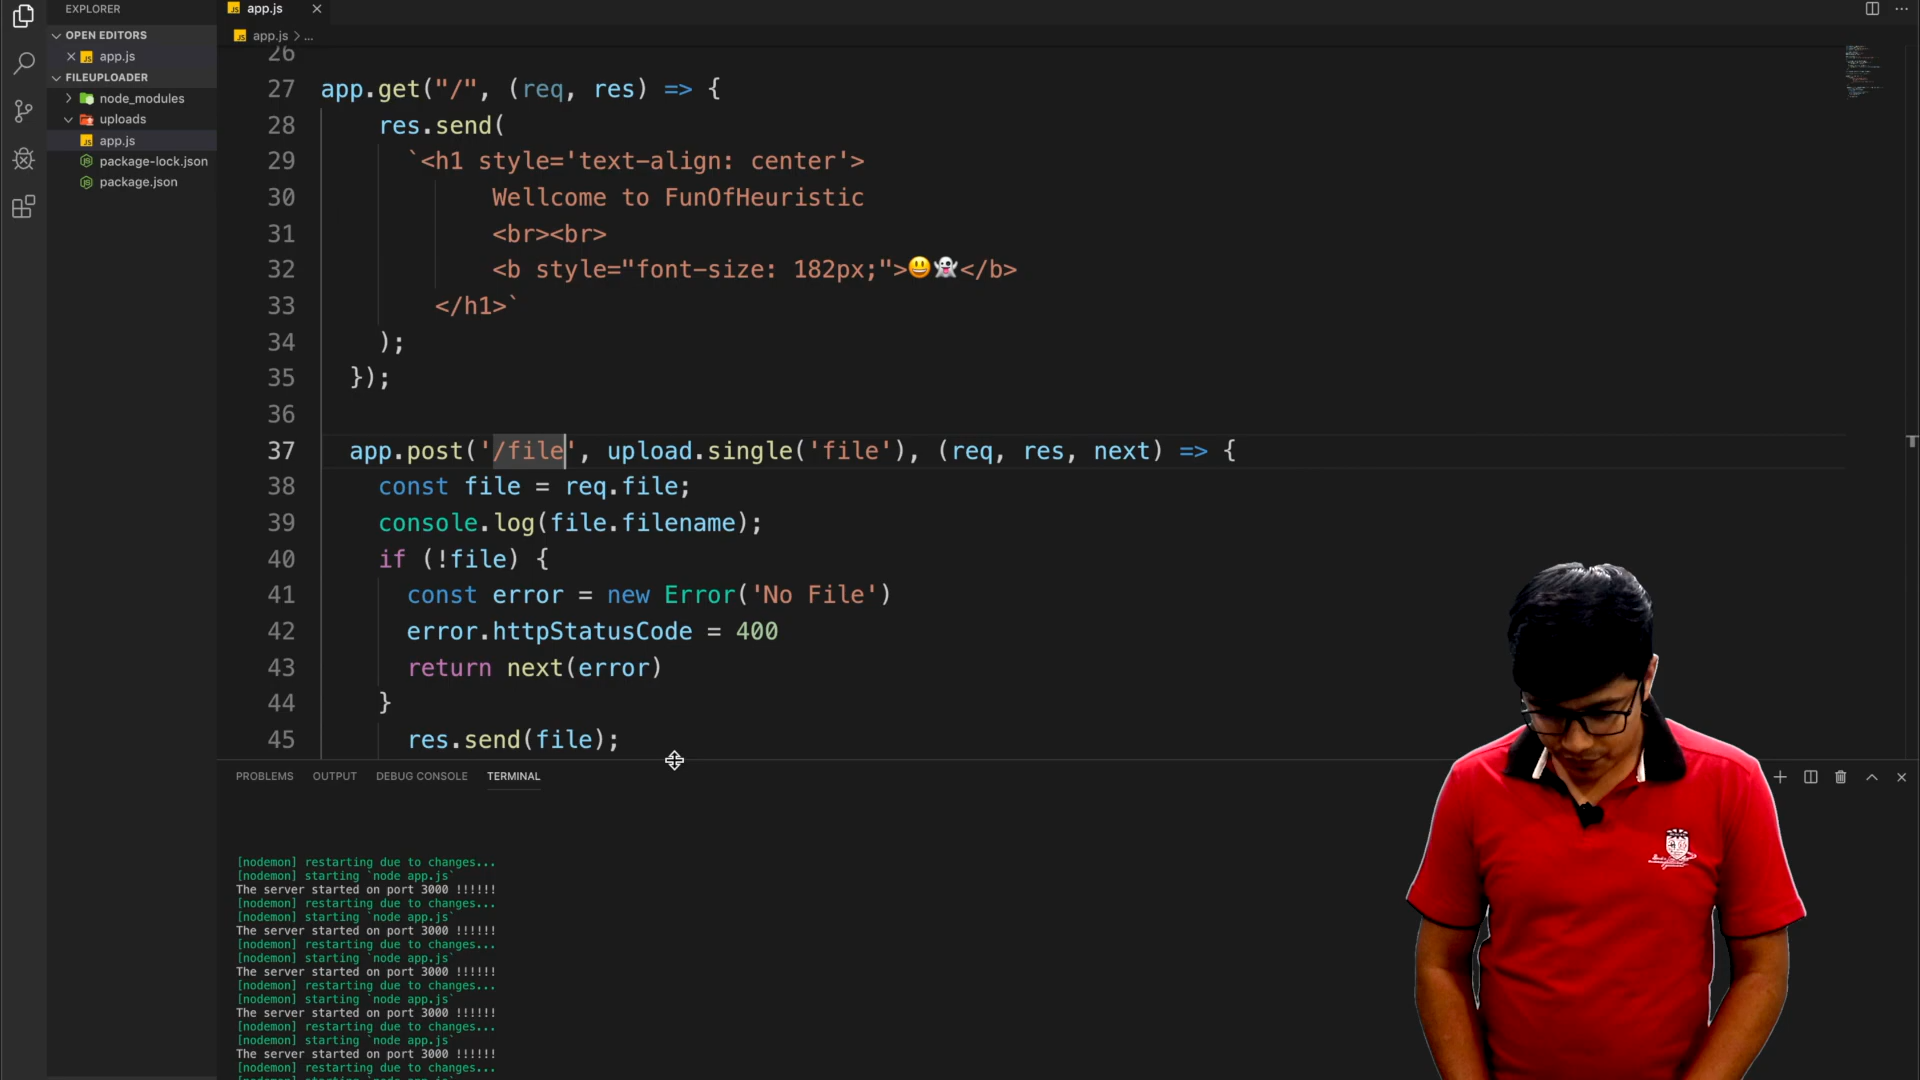 EXPLORER
OPEN EDITORS
app.js
FILEUPLOADER
node_modules
uploads
app.js
package-lock.json
package.json
app.js
app.js > ...
26
27 app.get("/", (req, res) => {
28 res.send(
29 `<h1 style='text-align: center'>
30 Wellcome to FunOfHeuristic
31 <br><br>
32 <b style="font-size: 182px;">😃👻</b>
33 </h1>`
34 );
35 });
36
37 app.post('/file', upload.single('file'), (req, res, next) => {
38 const file = req.file;
39 console.log(file.filename);
40 if (!file) {
41 const error = new Error('No File')
42 error.httpStatusCode = 400
43 return next(error)
44 }
45 res.send(file);
PROBLEMS OUTPUT DEBUG CONSOLE TERMINAL
[nodemon] restarting due to changes...
[nodemon] starting `node app.js`
The server started on port 3000 !!!!!!
[nodemon] restarting due to changes...
[nodemon] starting `node app.js`
The server started on port 3000 !!!!!!
[nodemon] restarting due to changes...
[nodemon] starting `node app.js`
The server started on port 3000 !!!!!!
[nodemon] restarting due to changes...
[nodemon] starting `node app.js`
The server started on port 3000 !!!!!!
[nodemon] restarting due to changes...
[nodemon] starting `node app.js`
The server started on port 3000 !!!!!!
[nodemon] restarting due to changes...
[nodemon] starting `node app.js`